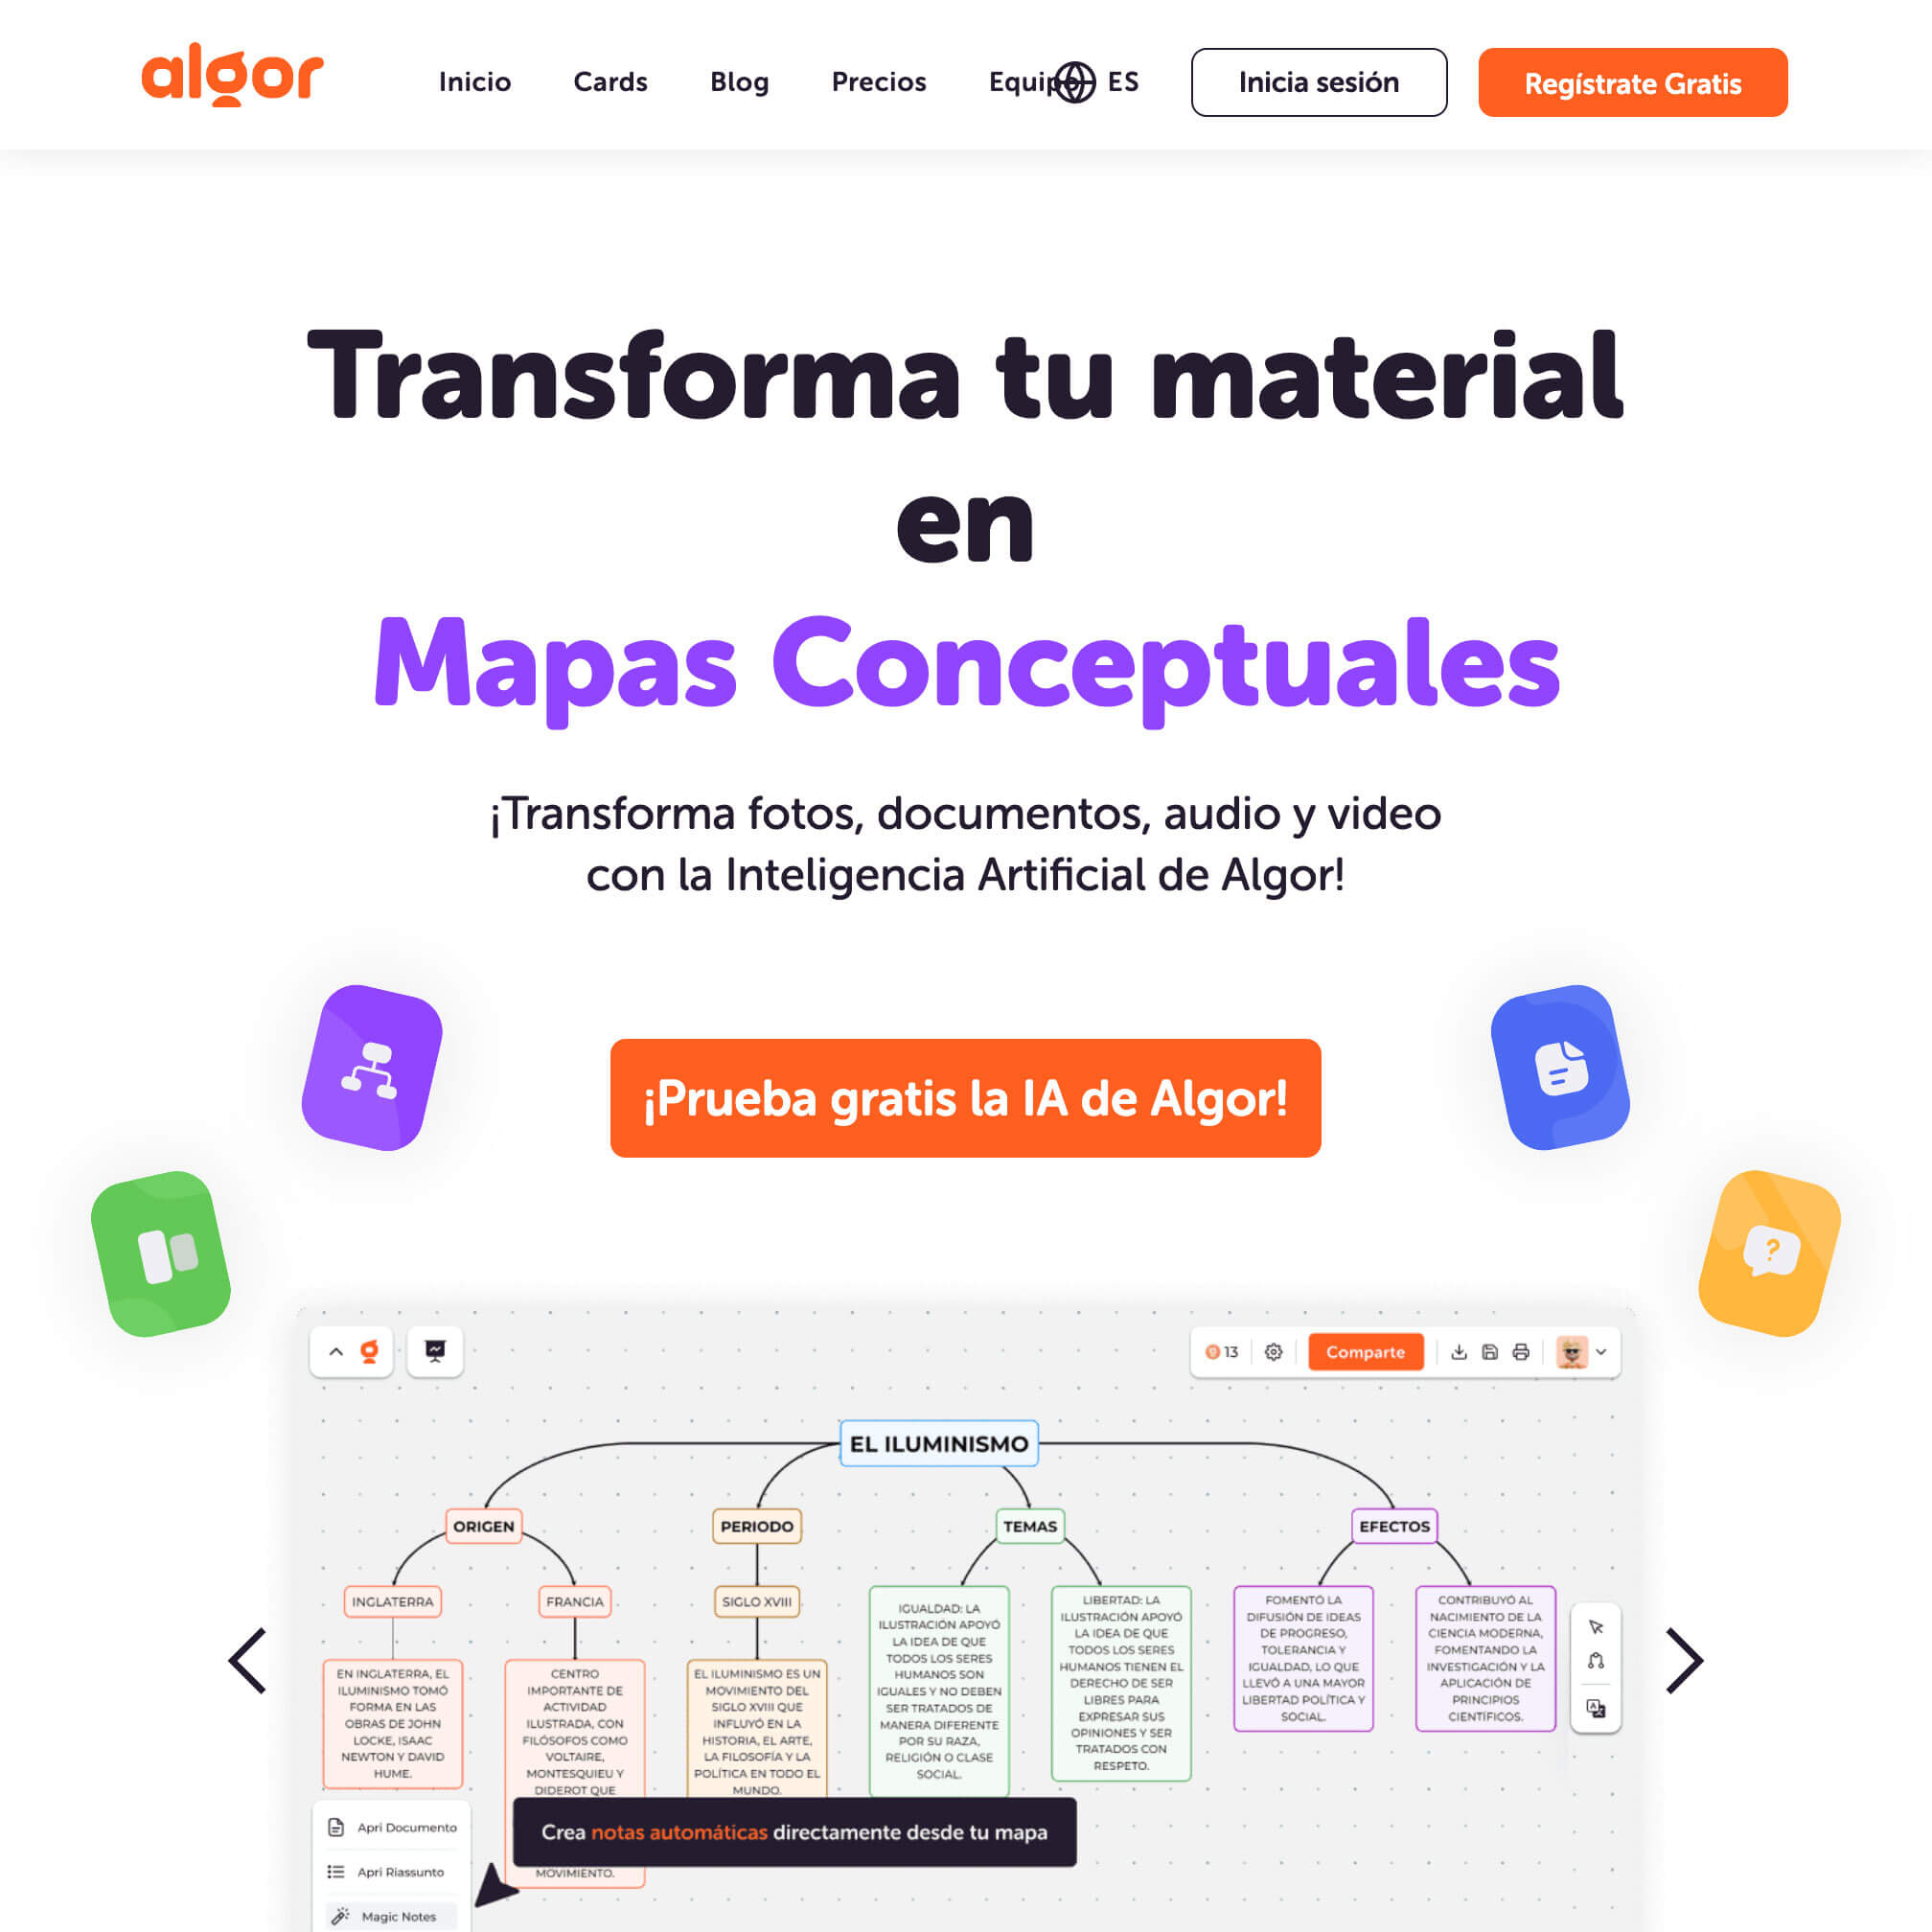 algor
Inicio
Cards
Blog
Precios
Equipo
ES
Inicia sesión
Regístrate Gratis
Transforma tu material
en
Mapas Conceptuales
¡Transforma fotos, documentos, audio y video
con la Inteligencia Artificial de Algor!
¡Prueba gratis la IA de Algor!
?
13
Comparte
EL ILUMINISMO
ORIGEN
PERIODO
TEMAS
EFECTOS
INGLATERRA
FRANCIA
SIGLO XVIII
EN INGLATERRA, EL
ILUMINISMO TOMÓ
FORMA EN LAS
OBRAS DE JOHN
LOCKE, ISAAC
NEWTON Y DAVID
HUME.
CENTRO
IMPORTANTE DE
ACTIVIDAD
ILUSTRADA, CON
FILÓSOFOS COMO
VOLTAIRE,
MONTESQUIEU Y
DIDEROT QUE
MOVIMIENTO.
EL ILUMINISMO ES UN
MOVIMIENTO DEL
SIGLO XVIII QUE
INFLUYÓ EN LA
HISTORIA, EL ARTE,
LA FILOSOFÍA Y LA
POLÍTICA EN TODO EL
MUNDO.
IGUALDAD: LA
ILUSTRACIÓN APOYÓ
LA IDEA DE QUE
TODOS LOS SERES
HUMANOS SON
IGUALES Y NO DEBEN
SER TRATADOS DE
MANERA DIFERENTE
POR SU RAZA,
RELIGIÓN O CLASE
SOCIAL.
LIBERTAD: LA
ILUSTRACIÓN APOYÓ
LA IDEA DE QUE
TODOS LOS SERES
HUMANOS TIENEN EL
DERECHO DE SER
LIBRES PARA
EXPRESAR SUS
OPINIONES Y SER
TRATADOS CON
RESPETO.
FOMENTÓ LA
DIFUSIÓN DE IDEAS
DE PROGRESO,
TOLERANCIA Y
IGUALDAD, LO QUE
LLEVÓ A UNA MAYOR
LIBERTAD POLÍTICA Y
SOCIAL.
CONTRIBUYÓ AL
NACIMIENTO DE LA
CIENCIA MODERNA,
FOMENTANDO LA
INVESTIGACIÓN Y LA
APLICACIÓN DE
PRINCIPIOS
CIENTÍFICOS.
Apri Documento
Apri Riassunto
Magic Notes
Crea notas automáticas directamente desde tu mapa